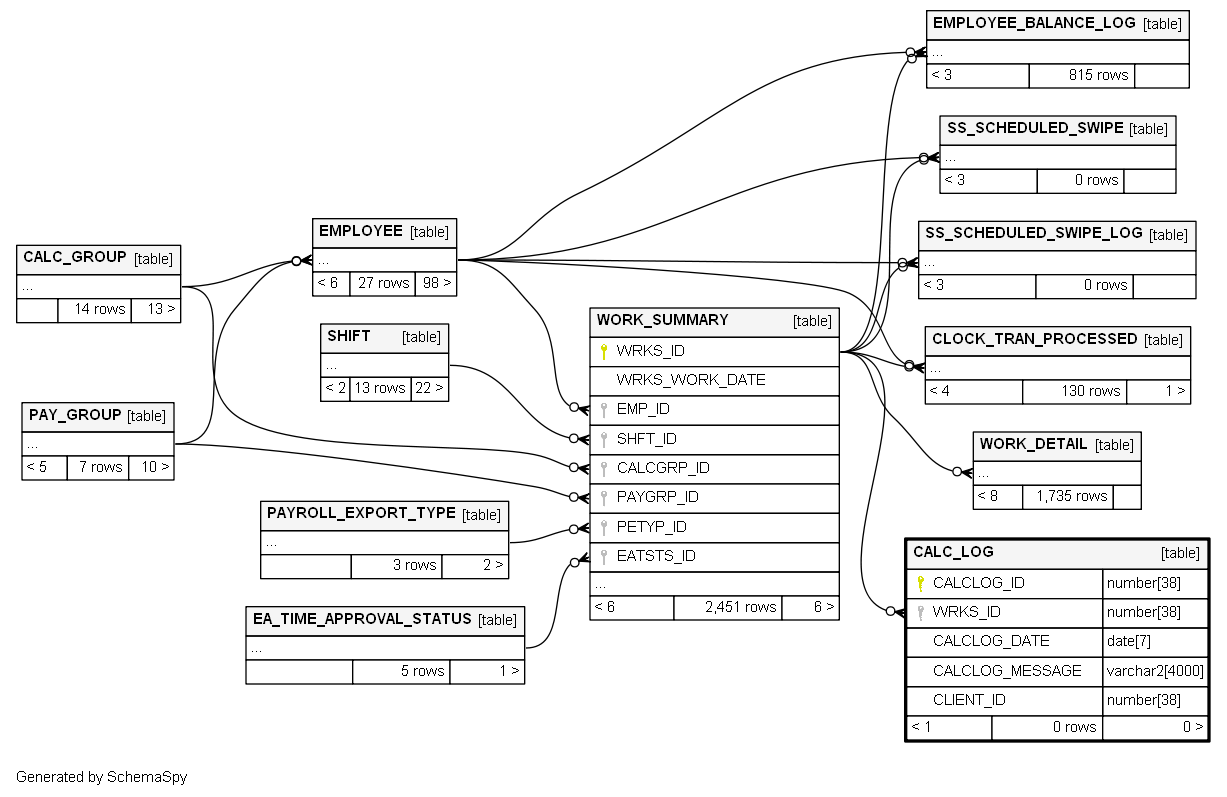 EMPLOYEE_BALANCE_LOG [table]
...
< 3 815 rows
SS_SCHEDULED_SWIPE [table]
...
< 3 0 rows
SS_SCHEDULED_SWIPE_LOG [table]
...
< 3 0 rows
EMPLOYEE [table]
...
< 6 27 rows 98 >
CALC_GROUP [table]
...
14 rows 13 >
SHIFT [table]
...
< 2 13 rows 22 >
PAY_GROUP [table]
...
< 5 7 rows 10 >
WORK_SUMMARY [table]
WRKS_ID
WRKS_WORK_DATE
EMP_ID
SHFT_ID
CALCGRP_ID
PAYGRP_ID
PETYP_ID
EATSTS_ID
...
< 6 2,451 rows 6 >
CLOCK_TRAN_PROCESSED [table]
...
< 4 130 rows 1 >
WORK_DETAIL [table]
...
< 8 1,735 rows
PAYROLL_EXPORT_TYPE [table]
...
3 rows 2 >
EA_TIME_APPROVAL_STATUS [table]
...
5 rows 1 >
CALC_LOG [table]
CALCLOG_ID number[38]
WRKS_ID number[38]
CALCLOG_DATE date[7]
CALCLOG_MESSAGE varchar2[4000]
CLIENT_ID number[38]
< 1 0 rows 0 >
Generated by SchemaSpy